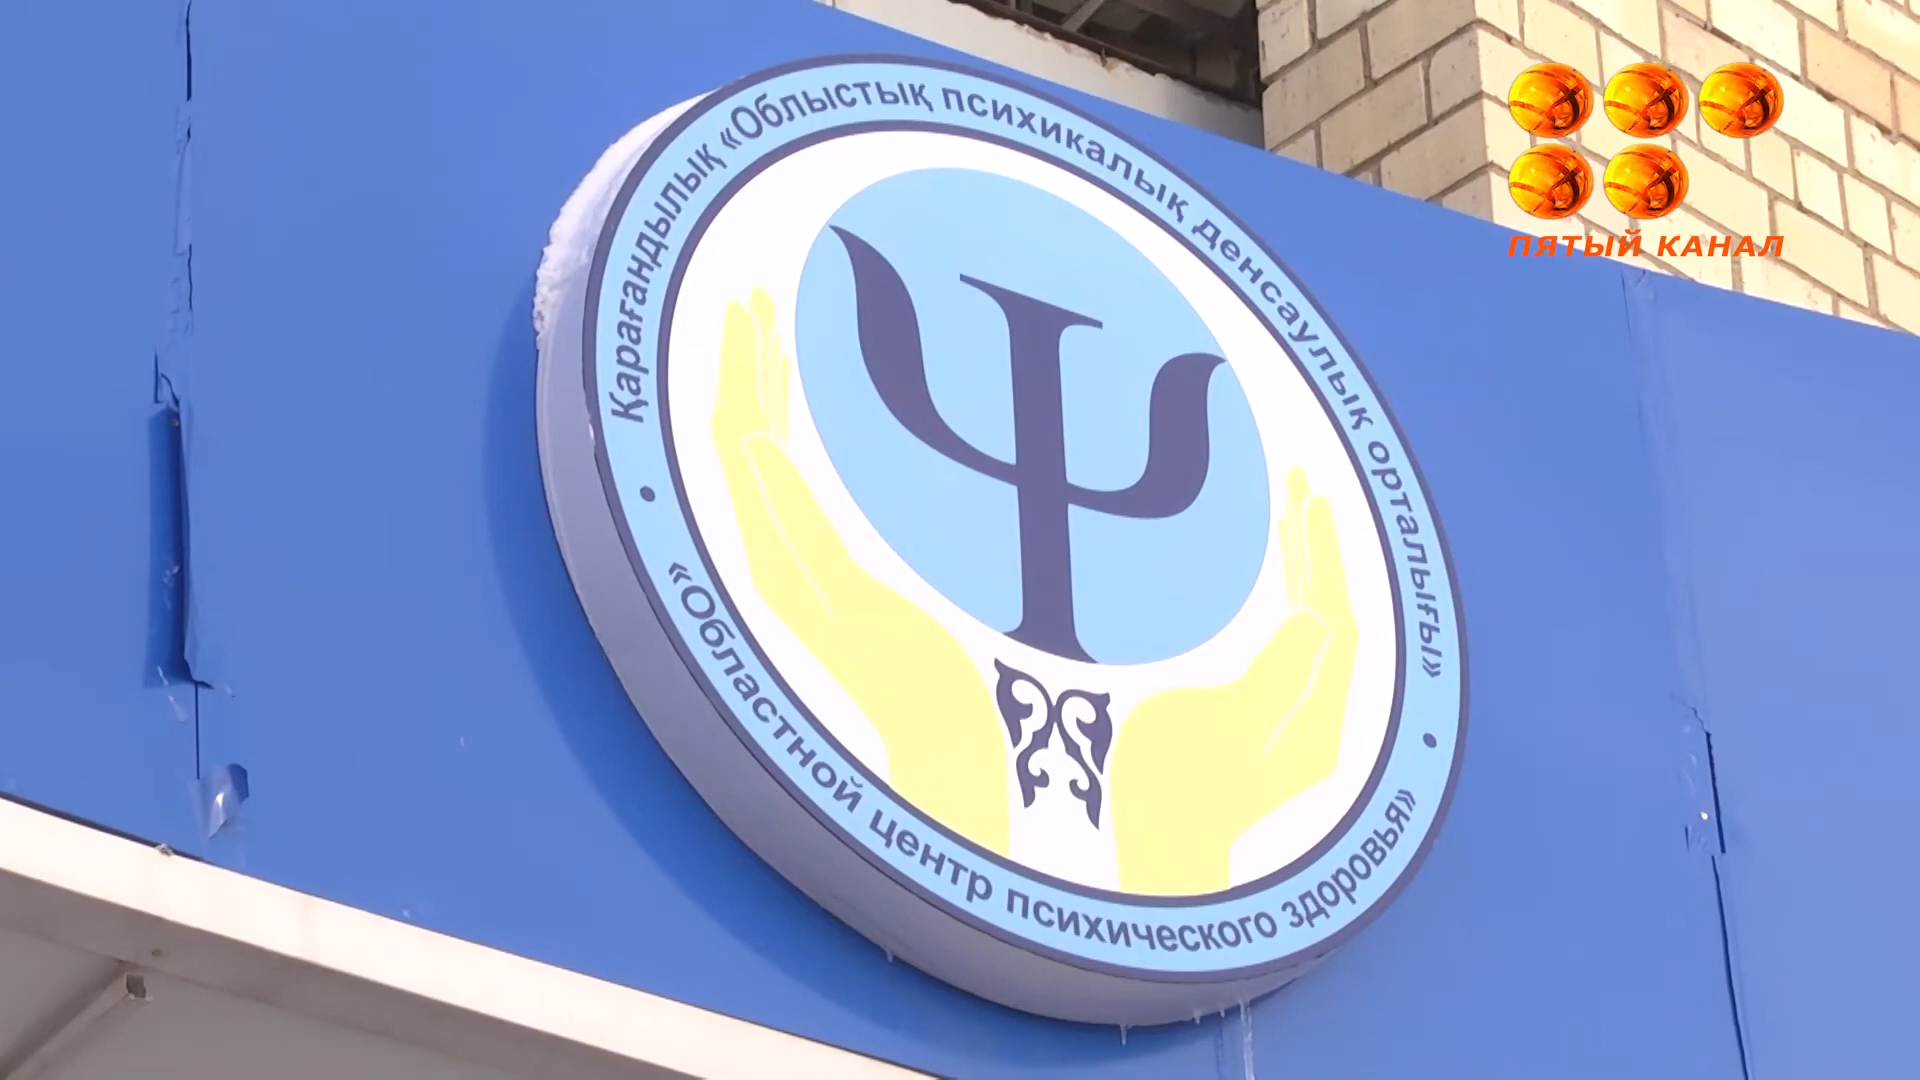 Қарағандылық «Облыстық психикалық денсаулық орталығы»
«Областной центр психического здоровья»
ПЯТЫЙ КАНАЛ